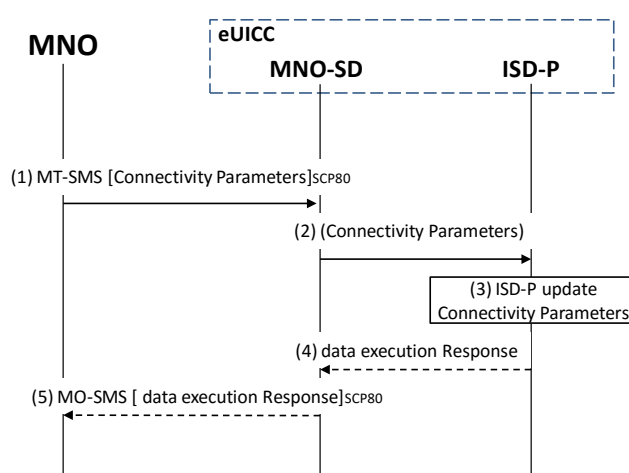 eUICC
MNO
MNO-SD
ISD-P
(1) MT-SMS [Connectivity Parameters]SCP80
(2) (Connectivity Parameters)
(3) ISD-P update
Connectivity Parameters
(4) data execution Response
(5) MO-SMS [ data execution Response]SCP80